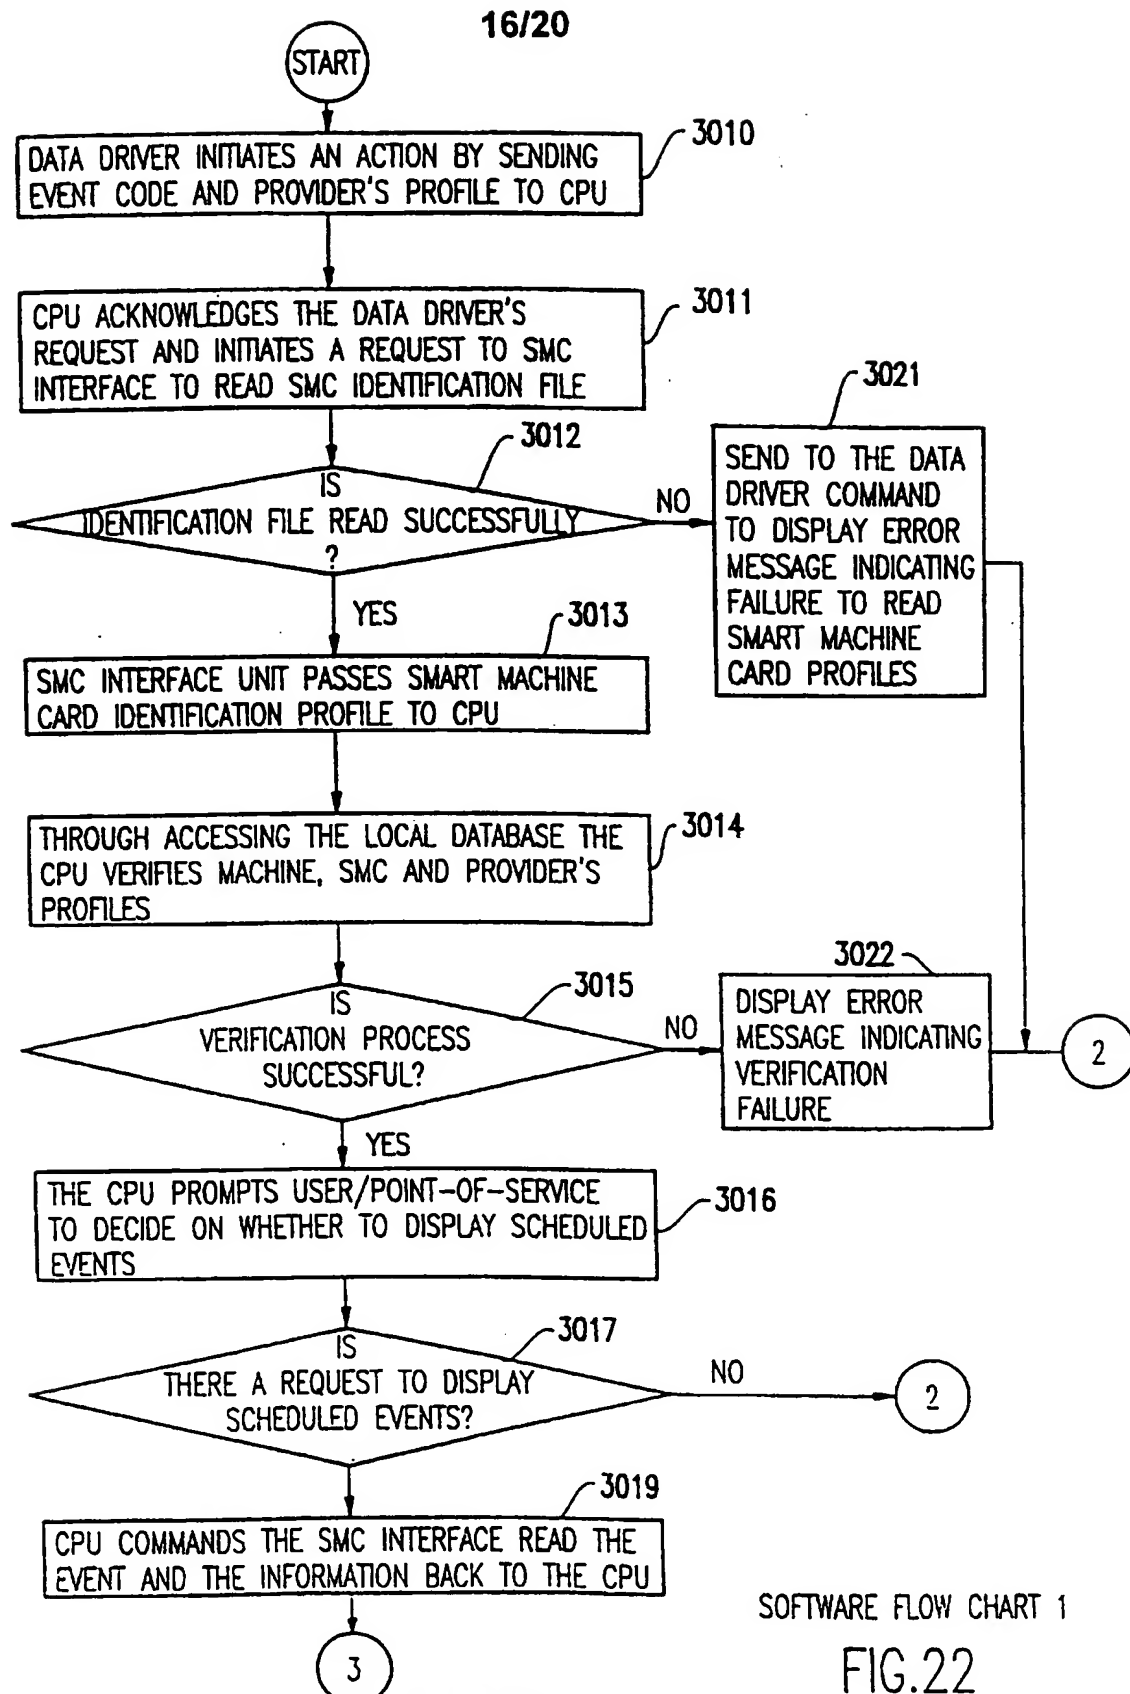 16/20
START
3010
DATA DRIVER INITIATES AN ACTION BY SENDING
EVENT CODE AND PROVIDER'S PROFILE TO CPU
3011
CPU ACKNOWLEDGES THE DATA DRIVER'S
REQUEST AND INITIATES A REQUEST TO SMC
INTERFACE TO READ SMC IDENTIFICATION FILE
3012
IS
IDENTIFICATION FILE READ SUCCESSFULLY
?
NO
3021
SEND TO THE DATA
DRIVER COMMAND
TO DISPLAY ERROR
MESSAGE INDICATING
FAILURE TO READ
SMART MACHINE
CARD PROFILES
YES
3013
SMC INTERFACE UNIT PASSES SMART MACHINE
CARD IDENTIFICATION PROFILE TO CPU
3014
THROUGH ACCESSING THE LOCAL DATABASE THE
CPU VERIFIES MACHINE, SMC AND PROVIDER'S
PROFILES
3015
IS
VERIFICATION PROCESS
SUCCESSFUL?
NO
3022
DISPLAY ERROR
MESSAGE INDICATING
VERIFICATION
FAILURE
2
YES
3016
THE CPU PROMPTS USER/POINT-OF-SERVICE
TO DECIDE ON WHETHER TO DISPLAY SCHEDULED
EVENTS
3017
IS
THERE A REQUEST TO DISPLAY
SCHEDULED EVENTS?
NO
2
3019
CPU COMMANDS THE SMC INTERFACE READ THE
EVENT AND THE INFORMATION BACK TO THE CPU
3
SOFTWARE FLOW CHART 1
FIG.22